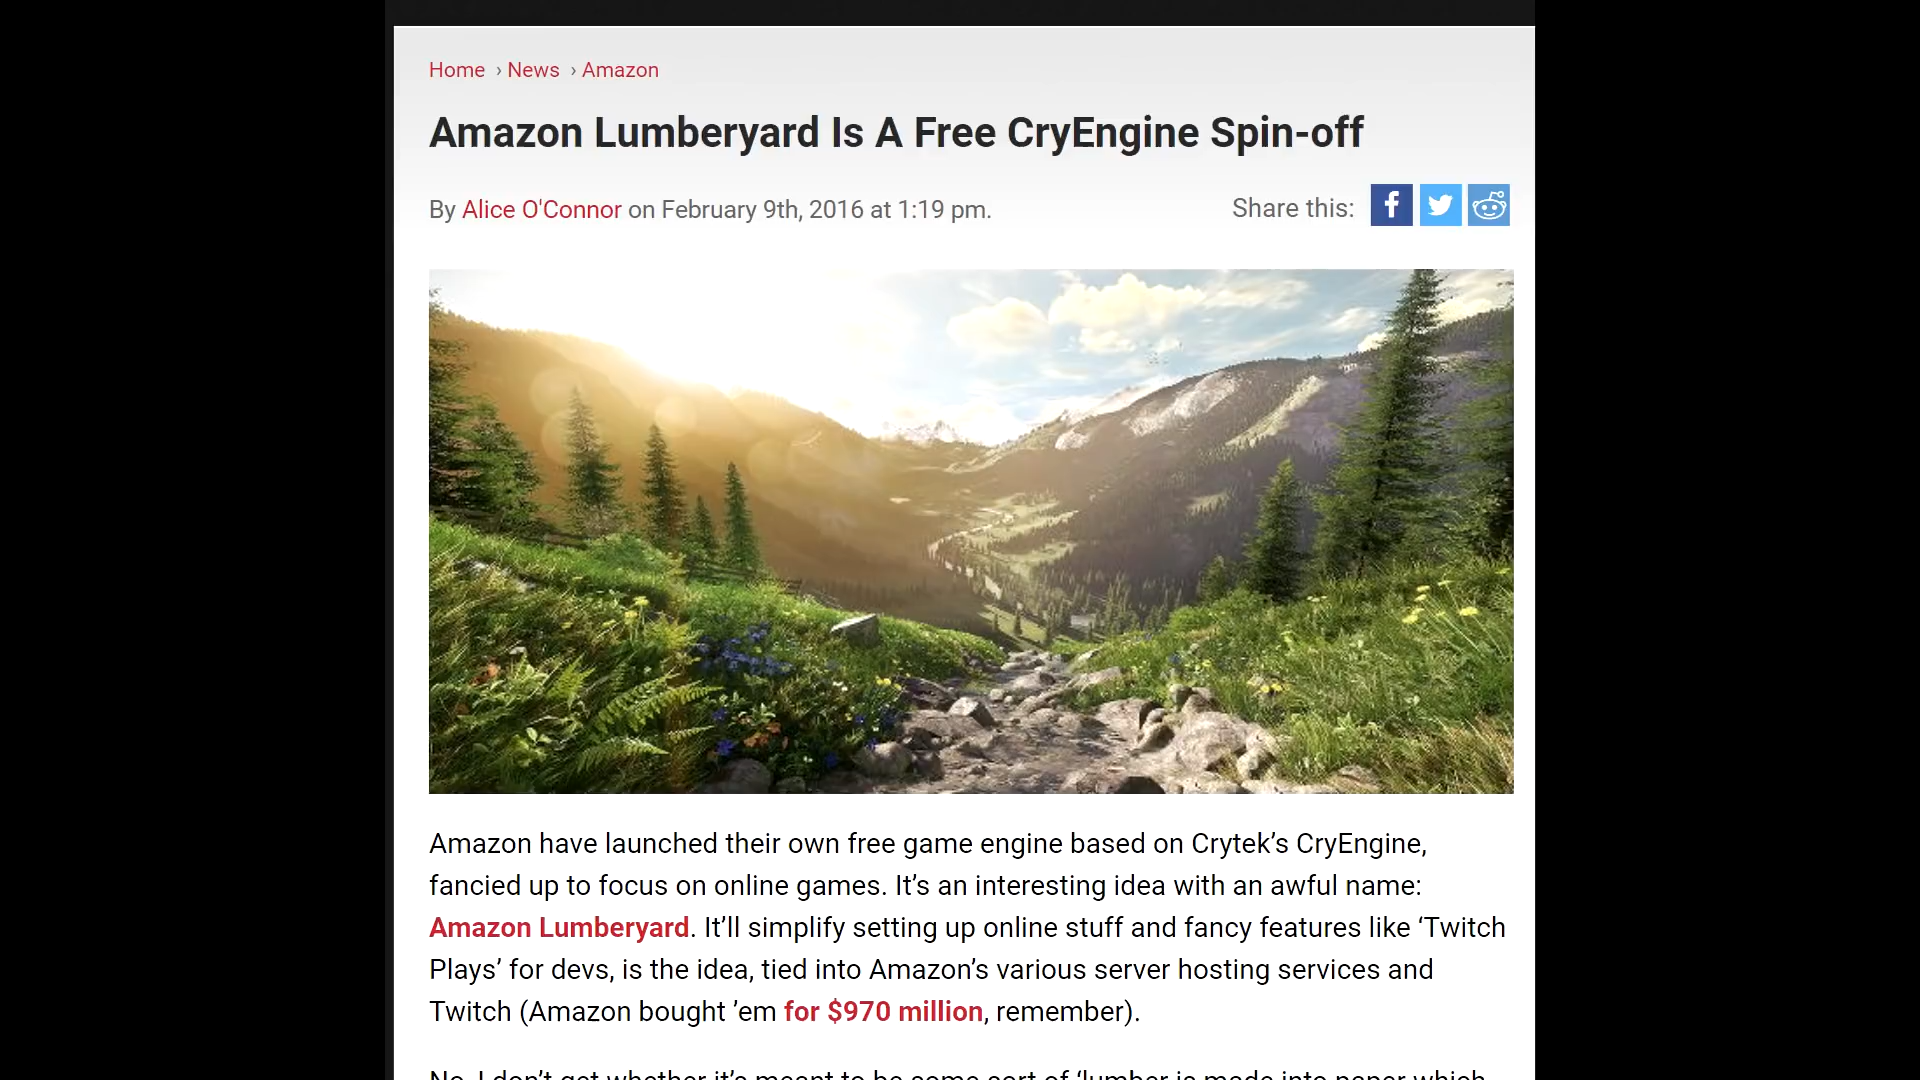 Home › News › Amazon
Amazon Lumberyard Is A Free CryEngine Spin-off
By Alice O'Connor on February 9th, 2016 at 1:19 pm.
Share this:
Amazon have launched their own free game engine based on Crytek’s CryEngine,
fancied up to focus on online games. It’s an interesting idea with an awful name:
Amazon Lumberyard. It’ll simplify setting up online stuff and fancy features like ‘Twitch
Plays’ for devs, is the idea, tied into Amazon’s various server hosting services and
Twitch (Amazon bought ’em for $970 million, remember).
No, I don’t get whether it’s meant to be some sort of ‘lumber is made into paper which